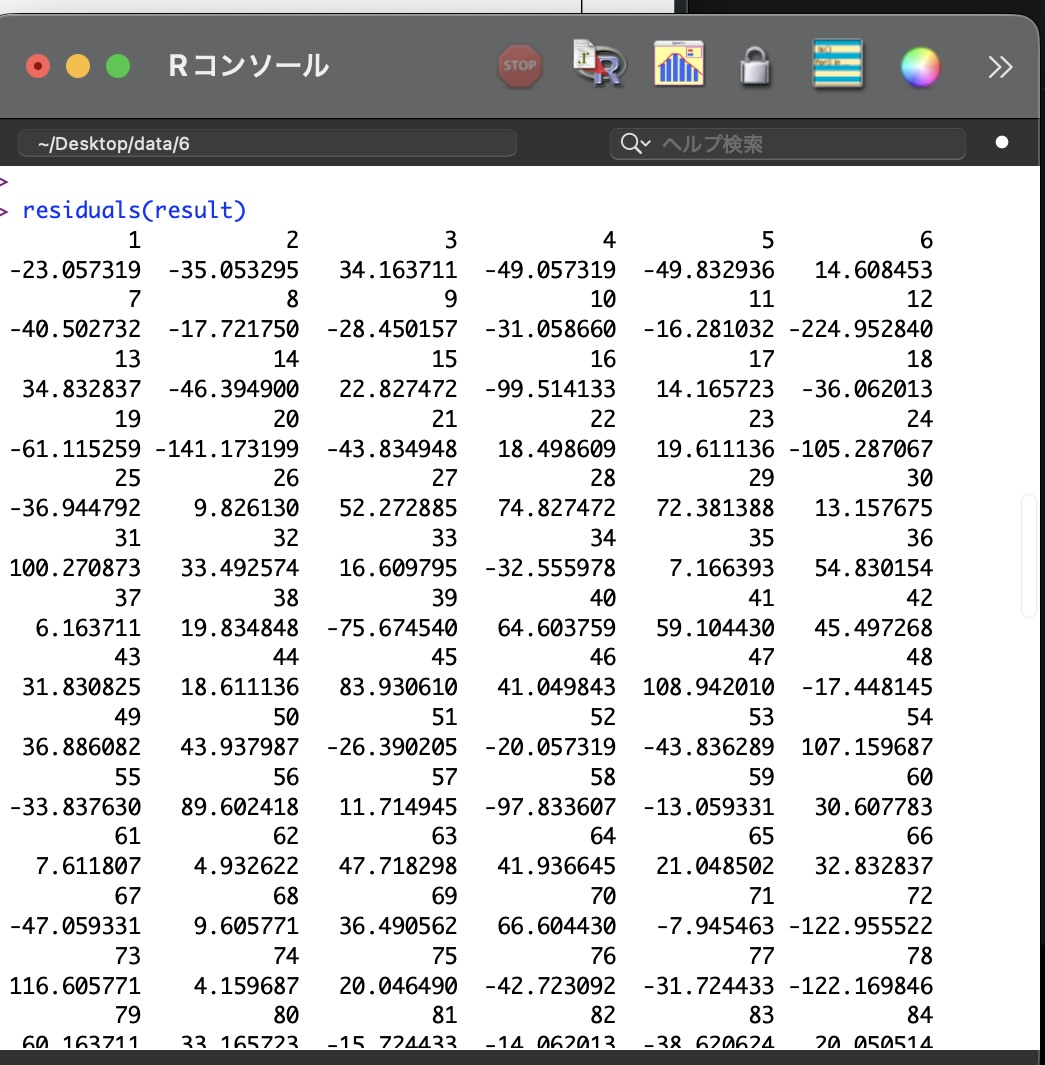 Rコンソール
STOP
~/Desktop/data/6
ヘルプ検索
>
> residuals(result)
1 2 3 4 5 6
-23.057319 -35.053295 34.163711 -49.057319 -49.832936 14.608453
7 8 9 10 11 12
-40.502732 -17.721750 -28.450157 -31.058660 -16.281032 -224.952840
13 14 15 16 17 18
34.832837 -46.394900 22.827472 -99.514133 14.165723 -36.062013
19 20 21 22 23 24
-61.115259 -141.173199 -43.834948 18.498609 19.611136 -105.287067
25 26 27 28 29 30
-36.944792 9.826130 52.272885 74.827472 72.381388 13.157675
31 32 33 34 35 36
100.270873 33.492574 16.609795 -32.555978 7.166393 54.830154
37 38 39 40 41 42
6.163711 19.834848 -75.674540 64.603759 59.104430 45.497268
43 44 45 46 47 48
31.830825 18.611136 83.930610 41.049843 108.942010 -17.448145
49 50 51 52 53 54
36.886082 43.937987 -26.390205 -20.057319 -43.836289 107.159687
55 56 57 58 59 60
-33.837630 89.602418 11.714945 -97.833607 -13.059331 30.607783
61 62 63 64 65 66
7.611807 4.932622 47.718298 41.936645 21.048502 32.832837
67 68 69 70 71 72
-47.059331 9.605771 36.490562 66.604430 -7.945463 -122.955522
73 74 75 76 77 78
116.605771 4.159687 20.046490 -42.723092 -31.724433 -122.169846
79 80 81 82 83 84
60.163711 33.165723 -15.724433 -14.062013 -38.620624 20.050514